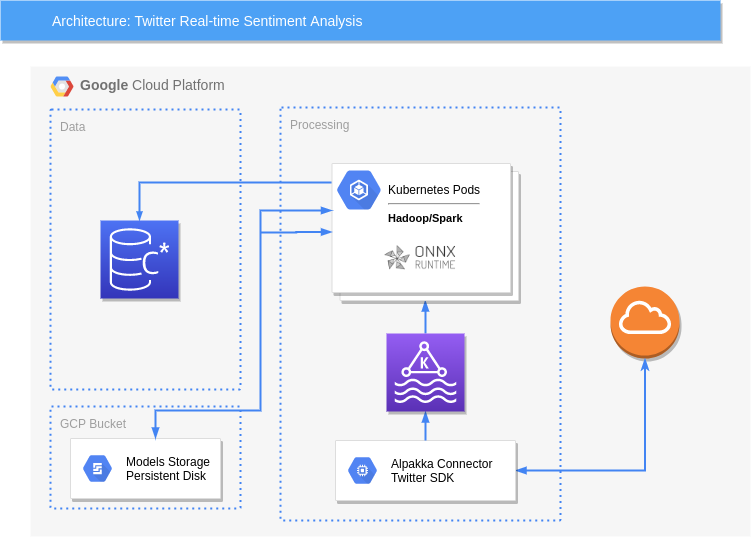 Architecture: Twitter Real-time Sentiment Analysis
Google Cloud Platform
Data
Processing
Kubernetes Pods
Hadoop/Spark
ONNX
RUNTIME
C*
K
GCP Bucket
Models Storage
Persistent Disk
Alpakka Connector
Twitter SDK